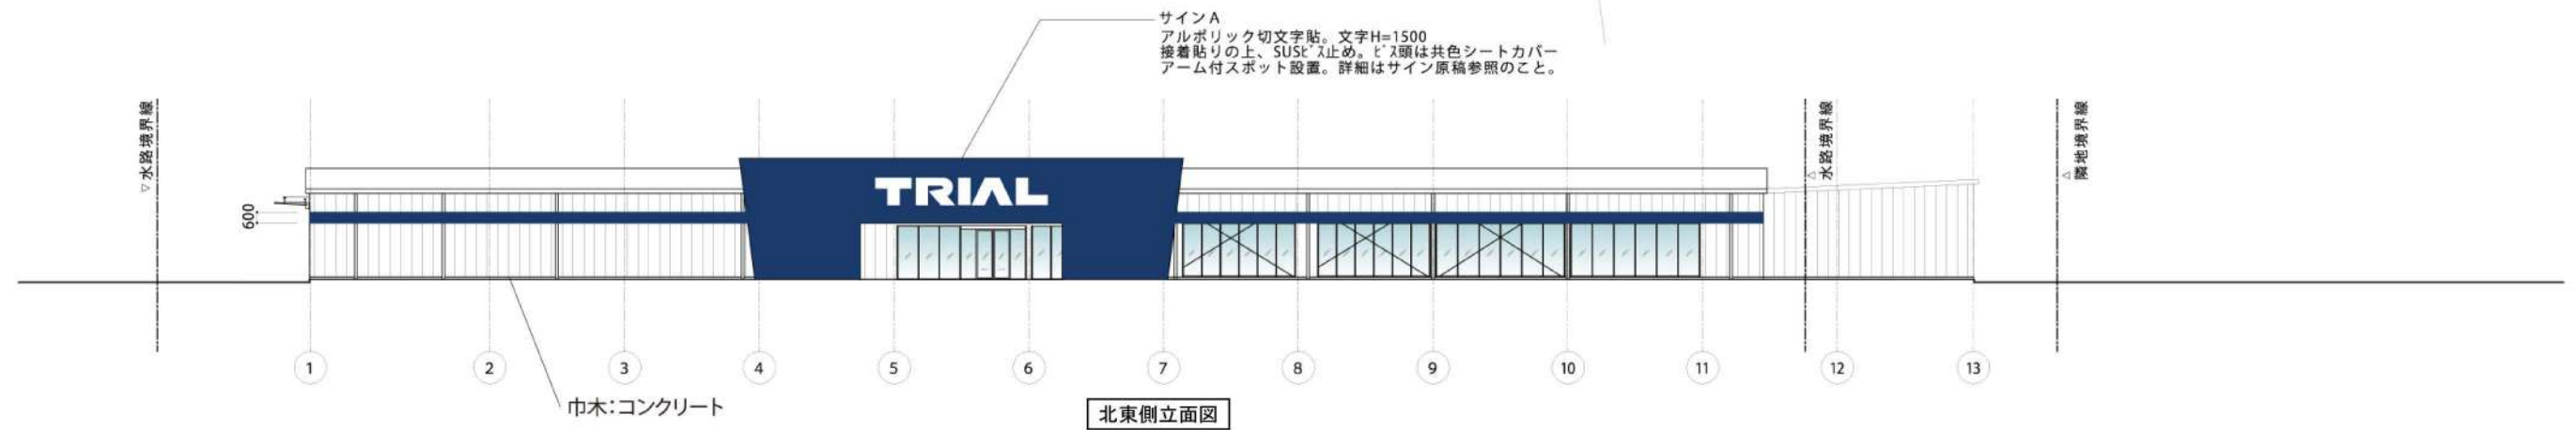 サインA
アルポリック切文字貼。文字H=1500
接着貼りの上、SUSビス止め。ビス頭は共色シートカバー
アーム付スポット設置。詳細はサイン原稿参照のこと。
▽水路境界線
△水路境界線
△隣地境界線
TRIAL
600
1 2 3 4 5 6 7 8 9 10 11 12 13
巾木:コンクリート
北東側立面図